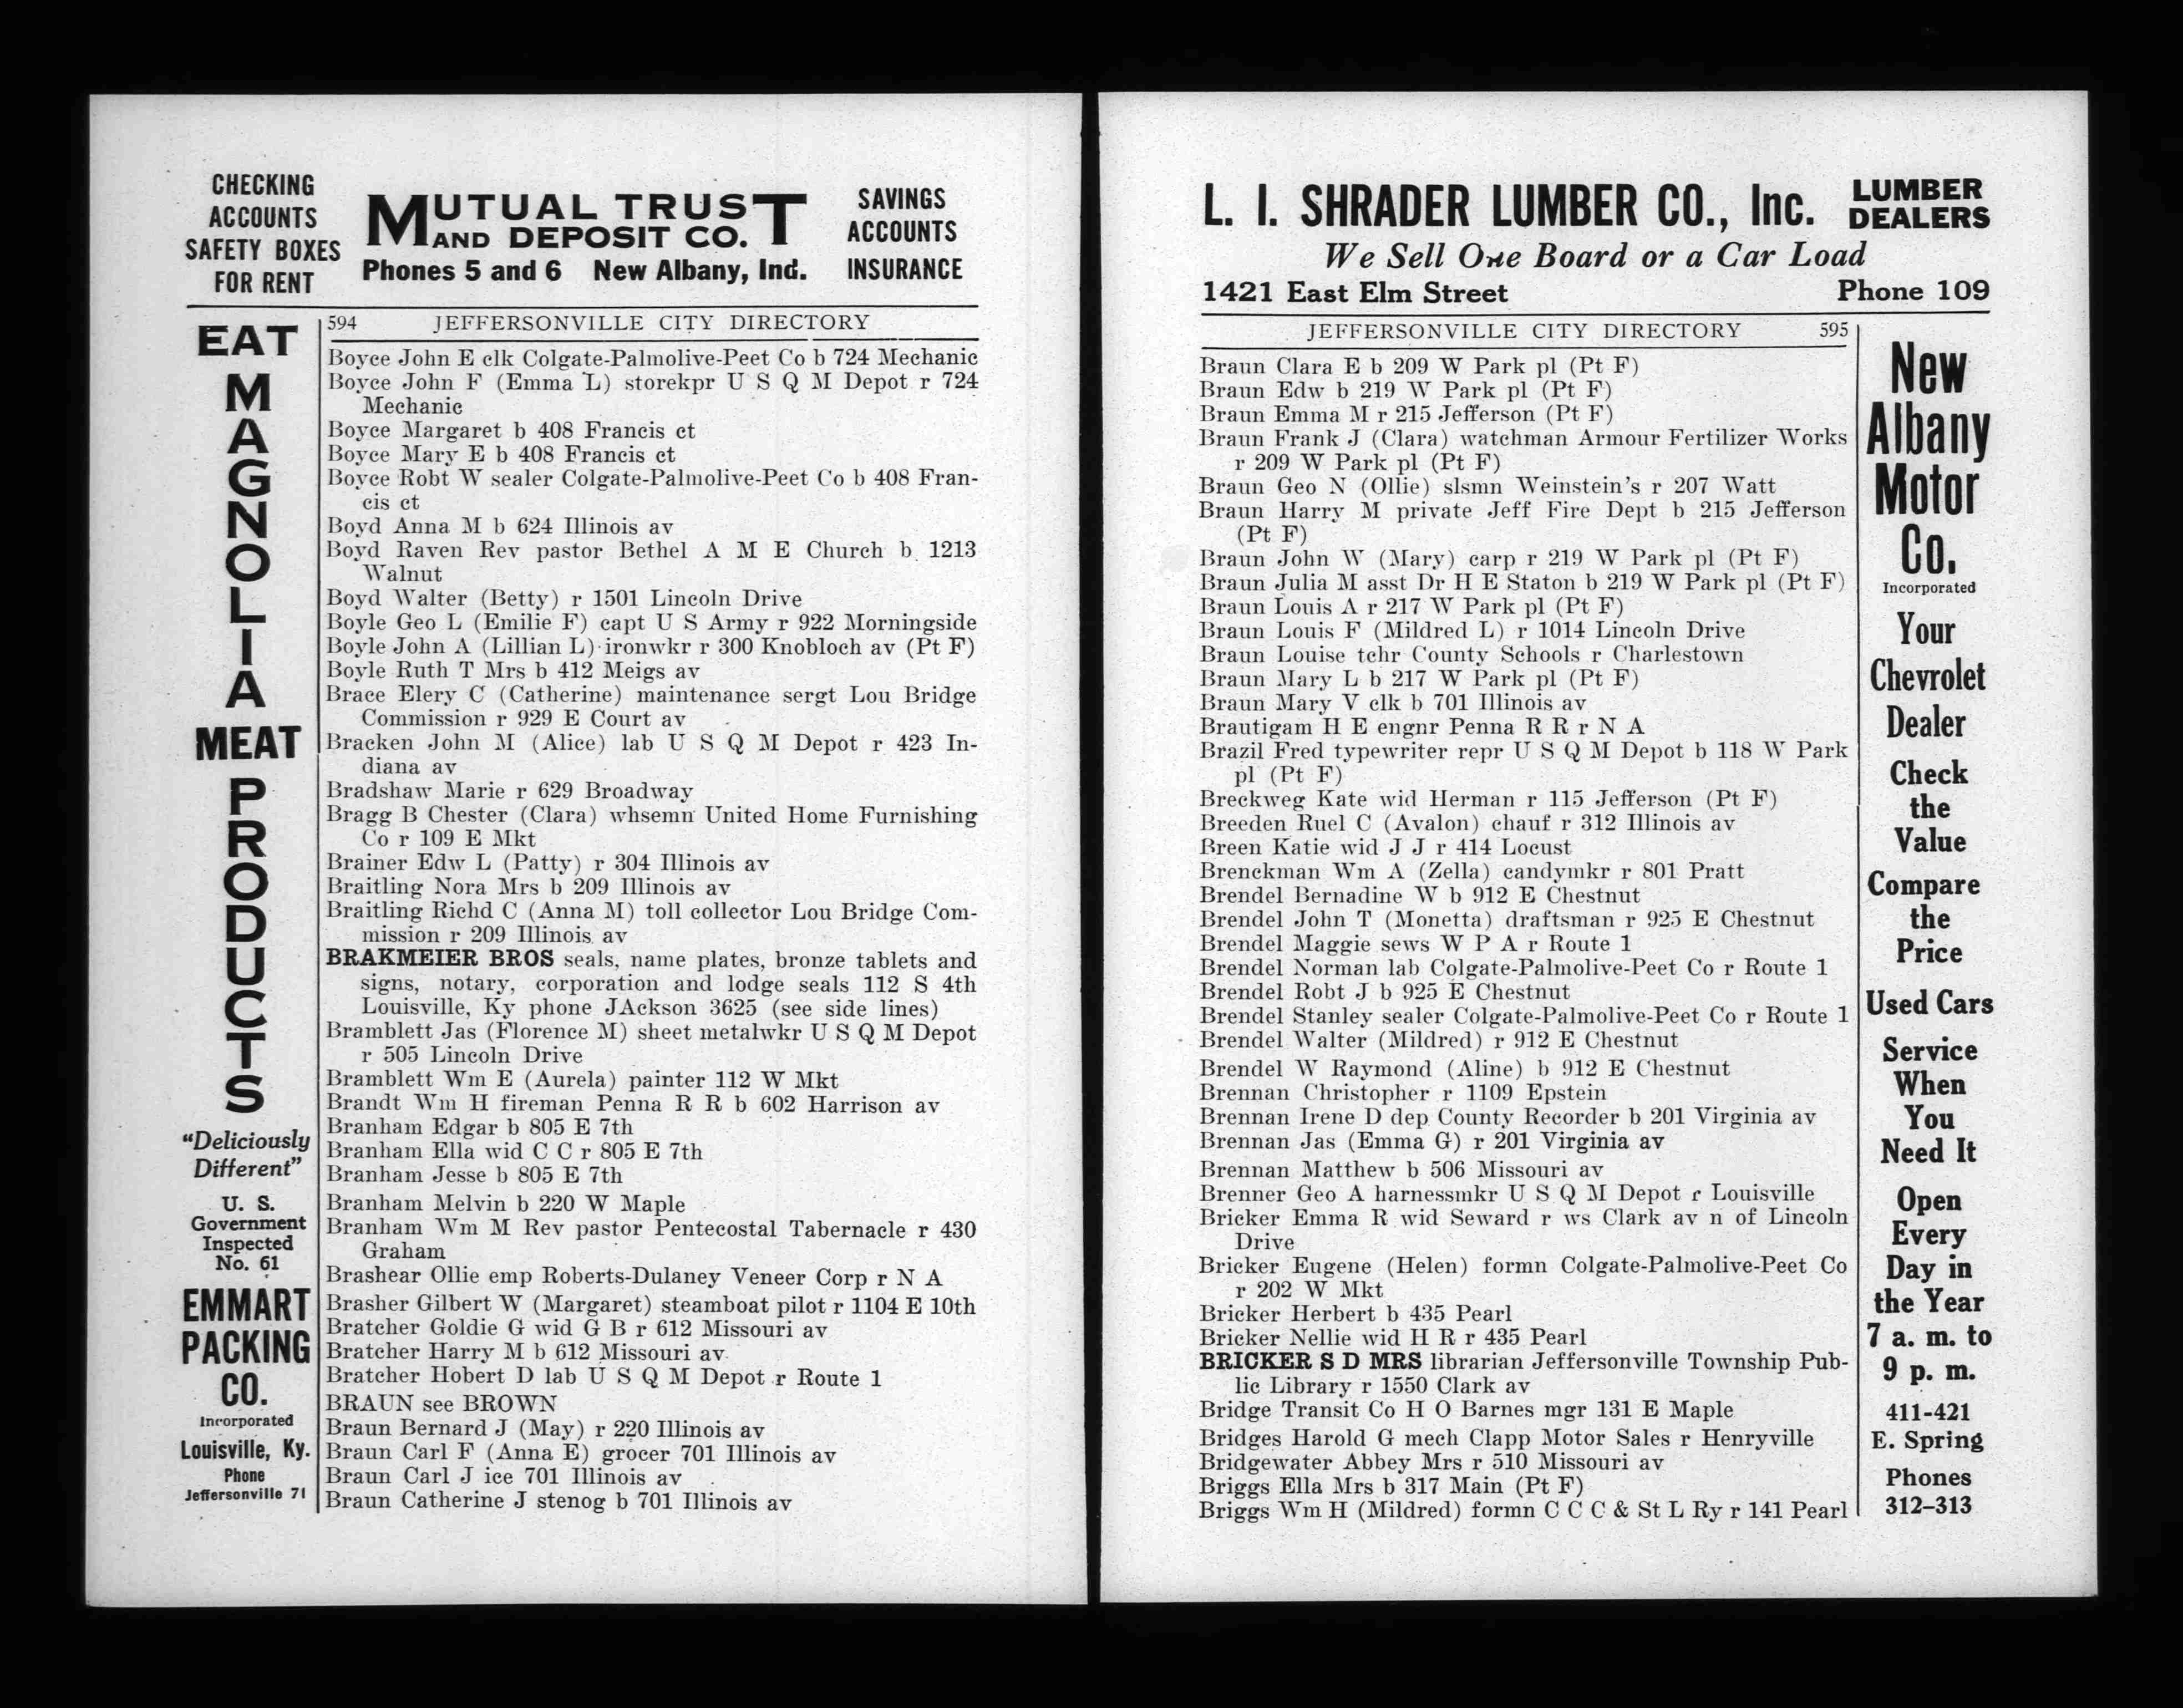 CHECKING
ACCOUNTS
SAFETY BOXES
FOR RENT
MUTUAL TRUST
AND DEPOSIT CO.
Phones 5 and 6 New Albany, Ind.
SAVINGS
ACCOUNTS
INSURANCE
EAT
MAGNOLIA
MEAT
PRODUCTS
"Deliciously
Different"
U. S.
Government
Inspected
No. 61
EMMART
PACKING
CO.
Incorporated
Louisville, Ky.
Phone
Jeffersonville 71
594 JEFFERSONVILLE CITY DIRECTORY
Boyce John E clk Colgate-Palmolive-Peet Co b 724 Mechanic
Boyce John F (Emma L) storekpr U S Q M Depot r 724
Mechanic
Boyce Margaret b 408 Francis ct
Boyce Mary E b 408 Francis ct
Boyce Robt W sealer Colgate-Palmolive-Peet Co b 408 Fran-
cis ct
Boyd Anna M b 624 Illinois av
Boyd Raven Rev pastor Bethel A M E Church b 1213
Walnut
Boyd Walter (Betty) r 1501 Lincoln Drive
Boyle Geo L (Emilie F) capt U S Army r 922 Morningside
Boyle John A (Lillian L) ironwkr r 300 Knobloch av (Pt F)
Boyle Ruth T Mrs b 412 Meigs av
Brace Elery C (Catherine) maintenance sergt Lou Bridge
Commission r 929 E Court av
Bracken John M (Alice) lab U S Q M Depot r 423 In-
diana av
Bradshaw Marie r 629 Broadway
Bragg B Chester (Clara) whsemn United Home Furnishing
Co r 109 E Mkt
Brainer Edw L (Patty) r 304 Illinois av
Braitling Nora Mrs b 209 Illinois av
Braitling Richd C (Anna M) toll collector Lou Bridge Com-
mission r 209 Illinois av
BRAKMEIER BROS seals, name plates, bronze tablets and
signs, notary, corporation and lodge seals 112 S 4th
Louisville, Ky phone JAckson 3625 (see side lines)
Bramblett Jas (Florence M) sheet metalwkr U S Q M Depot
r 505 Lincoln Drive
Bramblett Wm E (Aurela) painter 112 W Mkt
Brandt Wm H fireman Penna R R b 602 Harrison av
Branham Edgar b 805 E 7th
Branham Ella wid C C r 805 E 7th
Branham Jesse b 805 E 7th
Branham Melvin b 220 W Maple
Branham Wm M Rev pastor Pentecostal Tabernacle r 430
Graham
Brashear Ollie emp Roberts-Dulaney Veneer Corp r N A
Brasher Gilbert W (Margaret) steamboat pilot r 1104 E 10th
Bratcher Goldie G wid G B r 612 Missouri av
Bratcher Harry M b 612 Missouri av
Bratcher Hobert D lab U S Q M Depot r Route 1
BRAUN see BROWN
Braun Bernard J (May) r 220 Illinois av
Braun Carl F (Anna E) grocer 701 Illinois av
Braun Carl J ice 701 Illinois av
Braun Catherine J stenog b 701 Illinois av
L. I. SHRADER LUMBER CO., Inc. LUMBER
DEALERS
We Sell One Board or a Car Load
1421 East Elm Street Phone 109
JEFFERSONVILLE CITY DIRECTORY 595
Braun Clara E b 209 W Park pl (Pt F)
Braun Edw b 219 W Park pl (Pt F)
Braun Emma M r 215 Jefferson (Pt F)
Braun Frank J (Clara) watchman Armour Fertilizer Works
r 209 W Park pl (Pt F)
Braun Geo N (Ollie) slsmn Weinstein's r 207 Watt
Braun Harry M private Jeff Fire Dept b 215 Jefferson
(Pt F)
Braun John W (Mary) carp r 219 W Park pl (Pt F)
Braun Julia M asst Dr H E Staton b 219 W Park pl (Pt F)
Braun Louis A r 217 W Park pl (Pt F)
Braun Louis F (Mildred L) r 1014 Lincoln Drive
Braun Louise tchr County Schools r Charlestown
Braun Mary L b 217 W Park pl (Pt F)
Braun Mary V clk b 701 Illinois av
Brautigam H E engnr Penna R R r N A
Brazil Fred typewriter repr U S Q M Depot b 118 W Park
pl (Pt F)
Breckweg Kate wid Herman r 115 Jefferson (Pt F)
Breeden Ruel C (Avalon) chauf r 312 Illinois av
Breen Katie wid J J r 414 Locust
Brenckman Wm A (Zella) candymkr r 801 Pratt
Brendel Bernadine W b 912 E Chestnut
Brendel John T (Monetta) draftsman r 925 E Chestnut
Brendel Maggie sews W P A r Route 1
Brendel Norman lab Colgate-Palmolive-Peet Co r Route 1
Brendel Robt J b 925 E Chestnut
Brendel Stanley sealer Colgate-Palmolive-Peet Co r Route 1
Brendel Walter (Mildred) r 912 E Chestnut
Brendel W Raymond (Aline) b 912 E Chestnut
Brennan Christopher r 1109 Epstein
Brennan Irene D dep County Recorder b 201 Virginia av
Brennan Jas (Emma G) r 201 Virginia av
Brennan Matthew b 506 Missouri av
Brenner Geo A harnessmkr U S Q M Depot r Louisville
Bricker Emma R wid Seward r ws Clark av n of Lincoln
Drive
Bricker Eugene (Helen) formn Colgate-Palmolive-Peet Co
r 202 W Mkt
Bricker Herbert b 435 Pearl
Bricker Nellie wid H R r 435 Pearl
BRICKER S D MRS librarian Jeffersonville Township Pub-
lic Library r 1550 Clark av
Bridge Transit Co H O Barnes mgr 131 E Maple
Bridges Harold G mech Clapp Motor Sales r Henryville
Bridgewater Abbey Mrs r 510 Missouri av
Briggs Ella Mrs b 317 Main (Pt F)
Briggs Wm H (Mildred) formn C C C & St L Ry r 141 Pearl
New
Albany
Motor
Co.
Incorporated
Your
Chevrolet
Dealer
Check
the
Value
Compare
the
Price
Used Cars
Service
When
You
Need It
Open
Every
Day in
the Year
7 a. m. to
9 p. m.
411-421
E. Spring
Phones
312–313